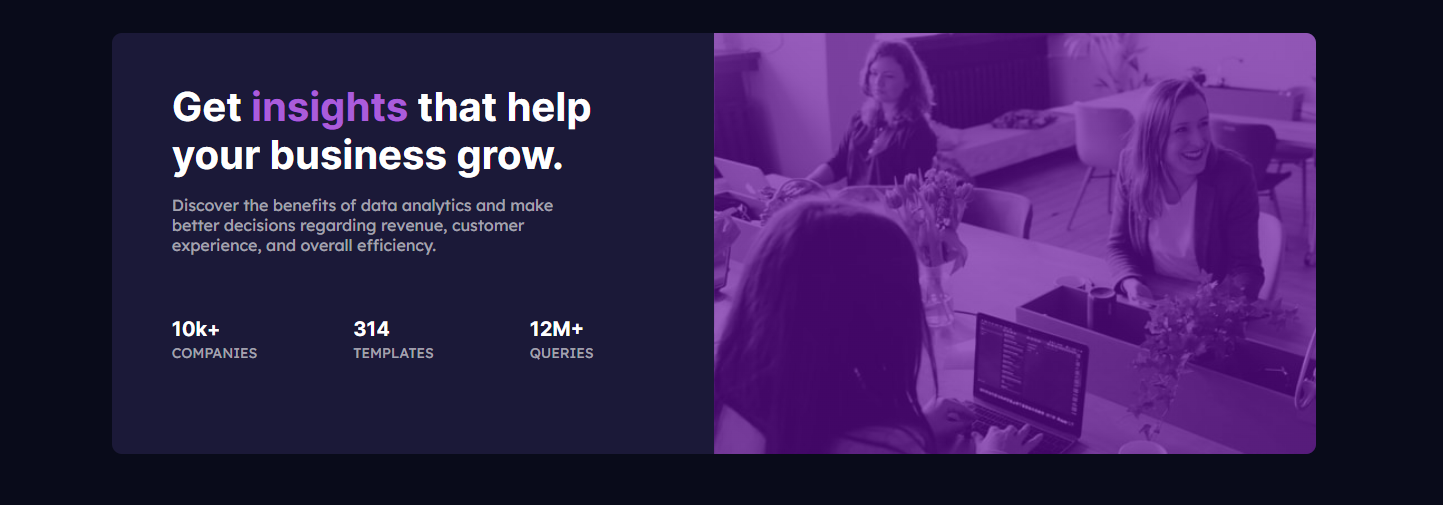 Get insights that help
your business grow.
Discover the benefits of data analytics and make
better decisions regarding revenue, customer
experience, and overall efficiency.
10k+ 314 12M+
COMPANIES TEMPLATES QUERIES